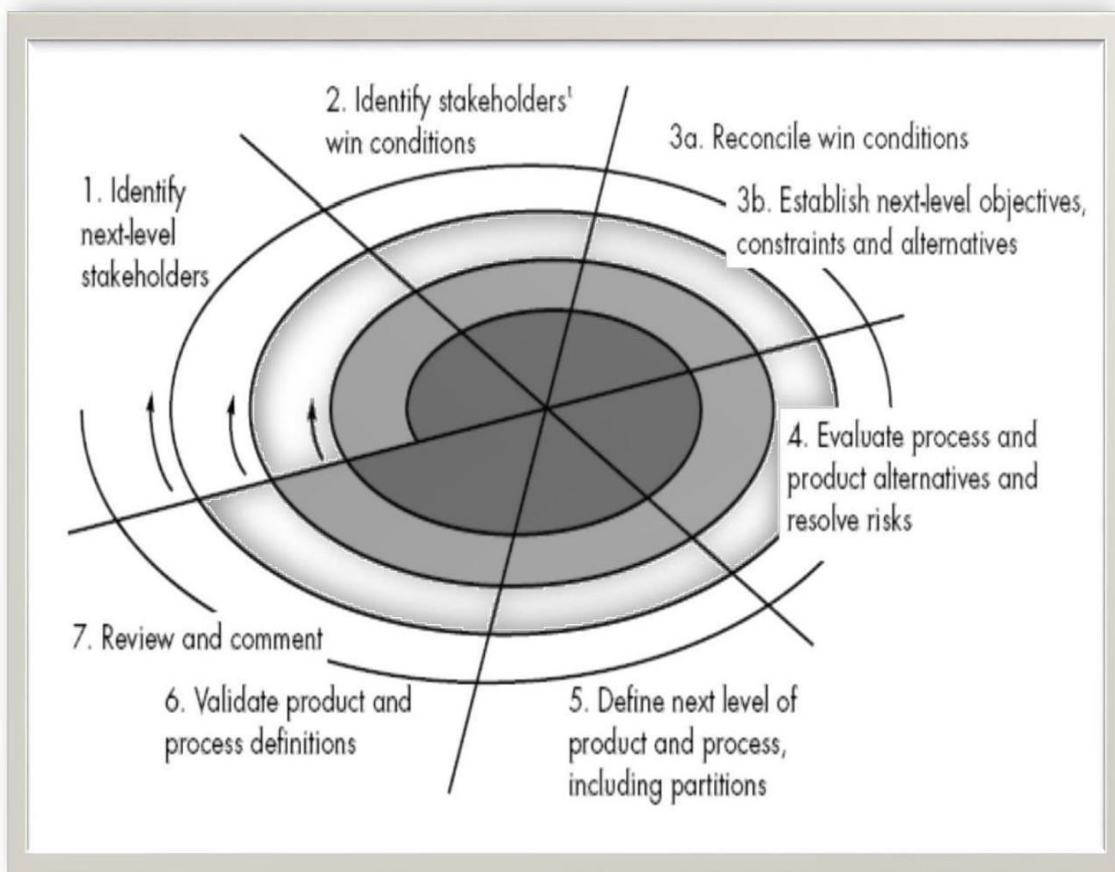 2. Identify stakeholders'
win conditions
3a. Reconcile win conditions
1. Identify
next-level
stakeholders
3b. Establish next-level objectives,
constraints and alternatives
4. Evaluate process and
product alternatives and
resolve risks
7. Review and comment
6. Validate product and
process definitions
5. Define next level of
product and process,
including partitions